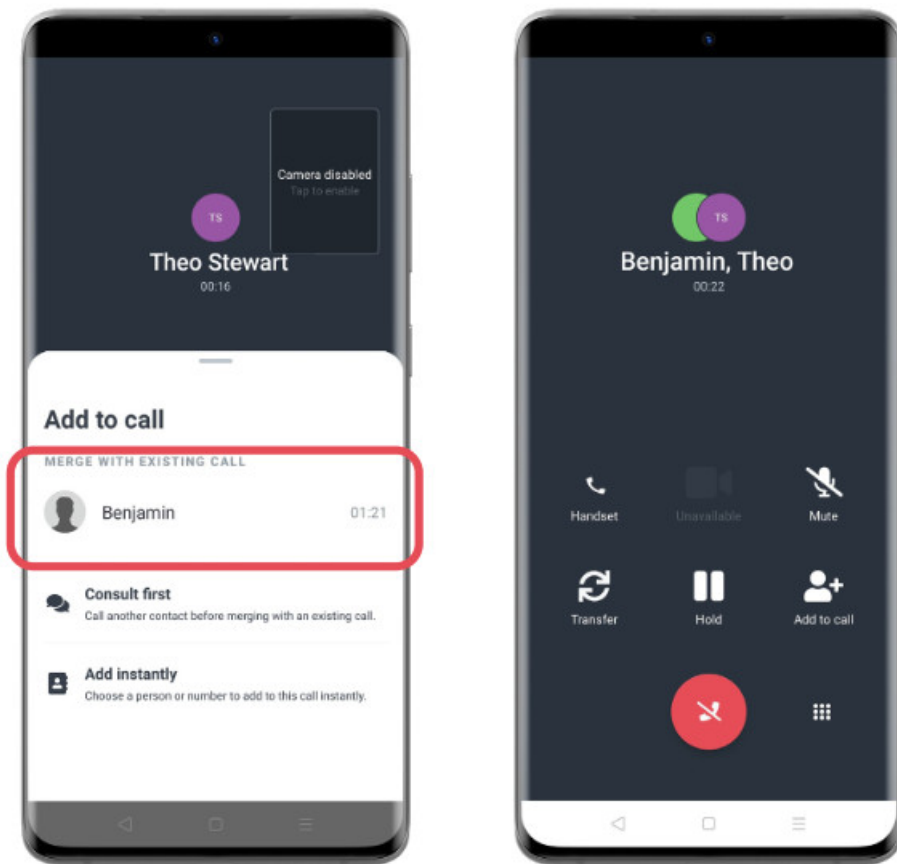 Camera disabled
Tap to enable
TS
Theo Stewart
00:16
Add to call
MERGE WITH EXISTING CALL
Benjamin 01:21
Consult first
Call another contact before merging with an existing call.
Add instantly
Choose a person or number to add to this call instantly.
TS
Benjamin, Theo
00:22
Handset Unavailable Mute
Transfer Hold Add to call